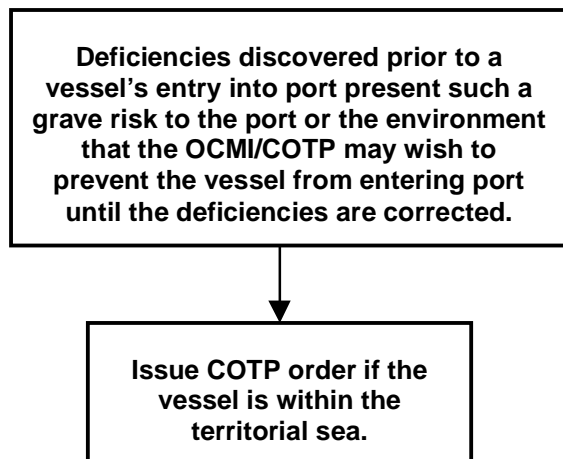 Deficiencies discovered prior to a
vessel's entry into port present such a
grave risk to the port or the environment
that the OCMI/COTP may wish to
prevent the vessel from entering port
until the deficiencies are corrected.
Issue COTP order if the
vessel is within the
territorial sea.